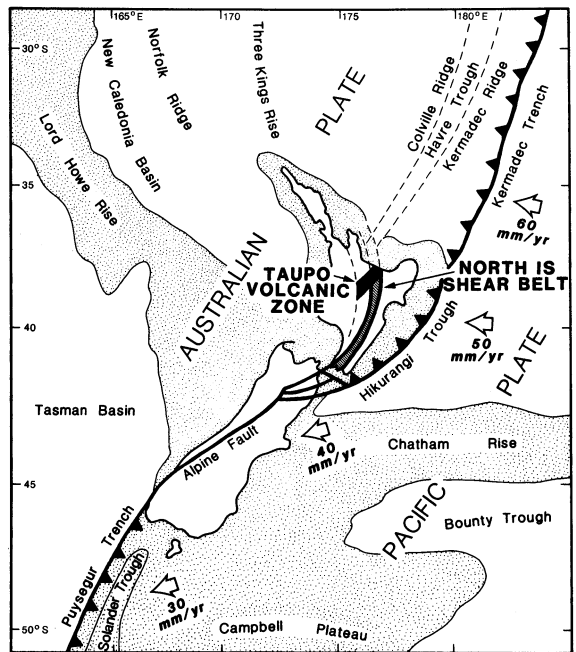 165°E
170
175
180°E
30°S
35
40
45
50°S
Lord Howe Rise
New Caledonia Basin
Norfolk Ridge
Three Kings Rise
AUSTRALIAN
PLATE
Colville Ridge
Havre Trough
Kermadec Ridge
Kermadec Trench
60
mm/yr
TAUPO
VOLCANIC
ZONE
NORTH IS
SHEAR BELT
50
mm/yr
Hikurangi Trough
PACIFIC
PLATE
Tasman Basin
Alpine Fault
40
mm/yr
Chatham Rise
Bounty Trough
Puysegur Trench
Solander Trough
30
mm/yr
Campbell Plateau